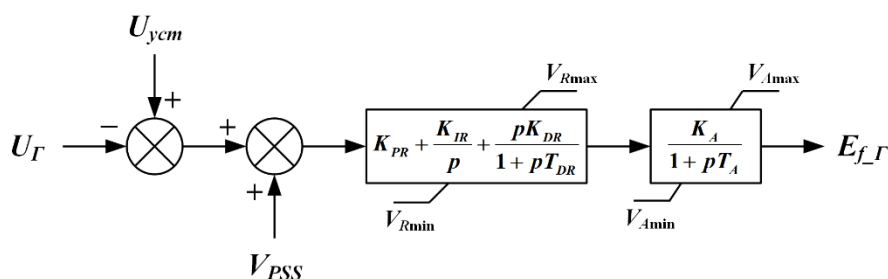 U_уст
+
V_Rmax
V_Amax
−
+
U_Г
K_PR + K_IR/p + pK_DR/(1 + pT_DR)
K_A/(1 + pT_A)
E_f_Г
+
V_Rmin
V_Amin
V_PSS